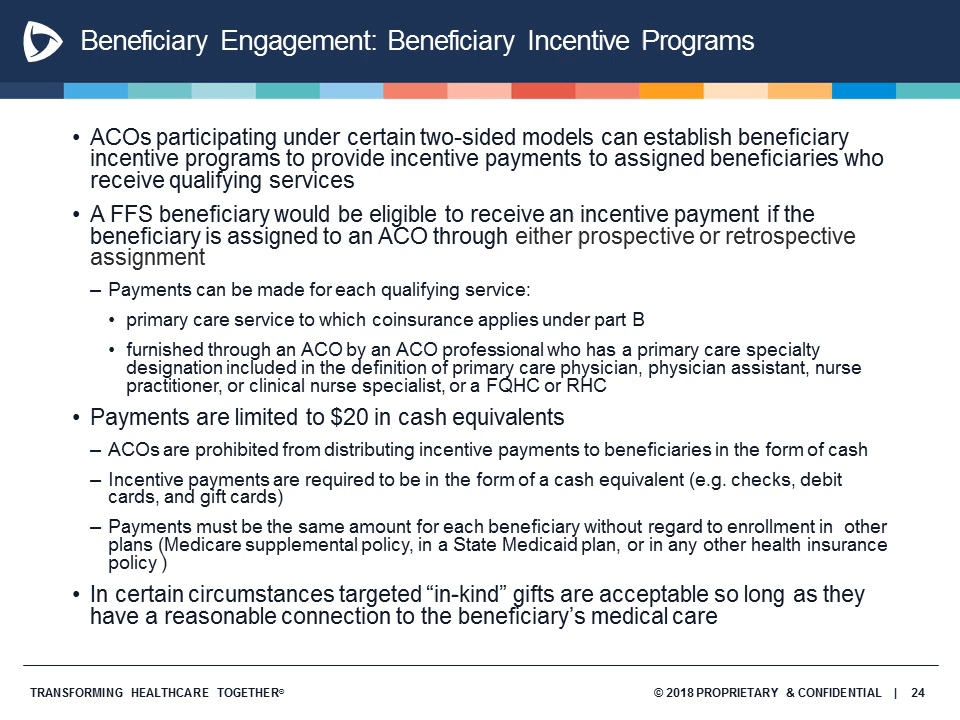 Beneficiary Engagement: Beneficiary Incentive Programs
• ACOs participating under certain two-sided models can establish beneficiary
incentive programs to provide incentive payments to assigned beneficiaries who
receive qualifying services
• A FFS beneficiary would be eligible to receive an incentive payment if the
beneficiary is assigned to an ACO through either prospective or retrospective
assignment
– Payments can be made for each qualifying service:
• primary care service to which coinsurance applies under part B
• furnished through an ACO by an ACO professional who has a primary care specialty
designation included in the definition of primary care physician, physician assistant, nurse
practitioner, or clinical nurse specialist, or a FQHC or RHC
• Payments are limited to $20 in cash equivalents
– ACOs are prohibited from distributing incentive payments to beneficiaries in the form of cash
– Incentive payments are required to be in the form of a cash equivalent (e.g. checks, debit
cards, and gift cards)
– Payments must be the same amount for each beneficiary without regard to enrollment in other
plans (Medicare supplemental policy, in a State Medicaid plan, or in any other health insurance
policy )
• In certain circumstances targeted “in-kind” gifts are acceptable so long as they
have a reasonable connection to the beneficiary’s medical care
TRANSFORMING HEALTHCARE TOGETHER®
© 2018 PROPRIETARY & CONFIDENTIAL | 24